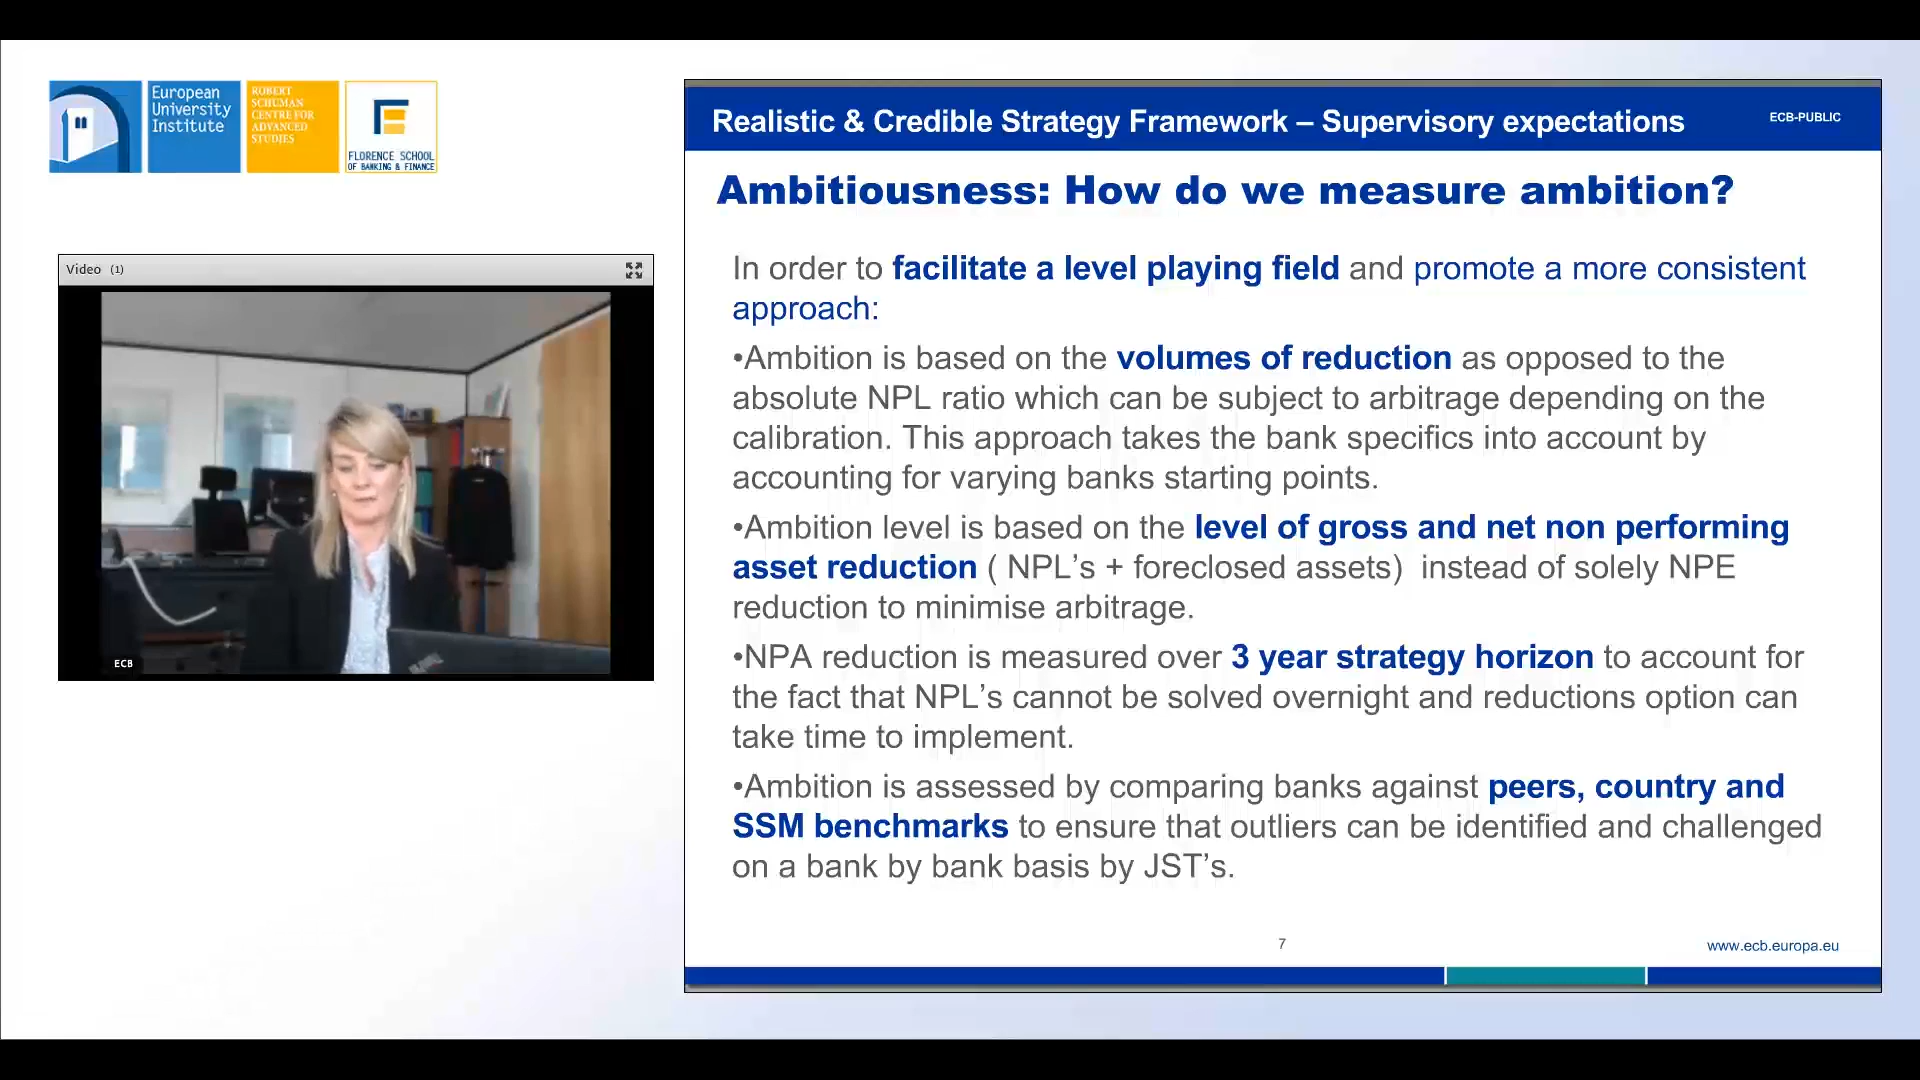 European
University
Institute
ROBERT
SCHUMAN
CENTRE FOR
ADVANCED
STUDIES
FLORENCE SCHOOL
OF BANKING & FINANCE
Video (1)
ECB
Realistic & Credible Strategy Framework – Supervisory expectations
ECB-PUBLIC
Ambitiousness: How do we measure ambition?
In order to facilitate a level playing field and promote a more consistent
approach:
•Ambition is based on the volumes of reduction as opposed to the
absolute NPL ratio which can be subject to arbitrage depending on the
calibration. This approach takes the bank specifics into account by
accounting for varying banks starting points.
•Ambition level is based on the level of gross and net non performing
asset reduction ( NPL’s + foreclosed assets)  instead of solely NPE
reduction to minimise arbitrage.
•NPA reduction is measured over 3 year strategy horizon to account for
the fact that NPL’s cannot be solved overnight and reductions option can
take time to implement.
•Ambition is assessed by comparing banks against peers, country and
SSM benchmarks to ensure that outliers can be identified and challenged
on a bank by bank basis by JST’s.
7
www.ecb.europa.eu